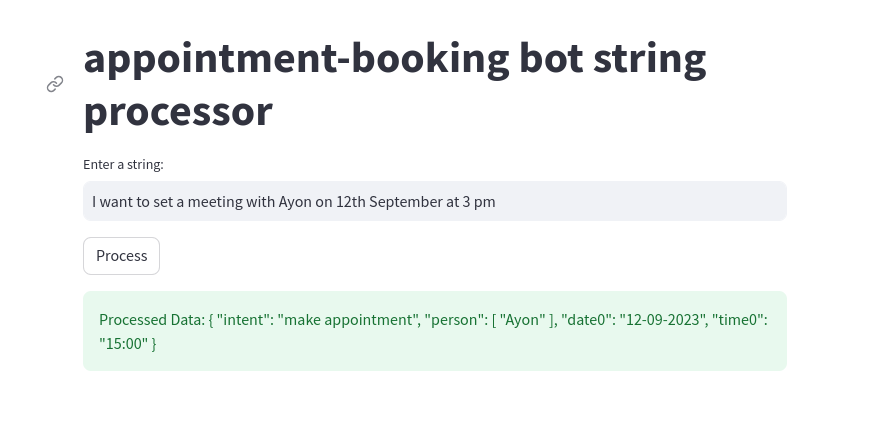 appointment-booking bot string
processor
Enter a string:
I want to set a meeting with Ayon on 12th September at 3 pm
Process
Processed Data: { "intent": "make appointment", "person": [ "Ayon" ], "date0": "12-09-2023", "time0":
"15:00" }